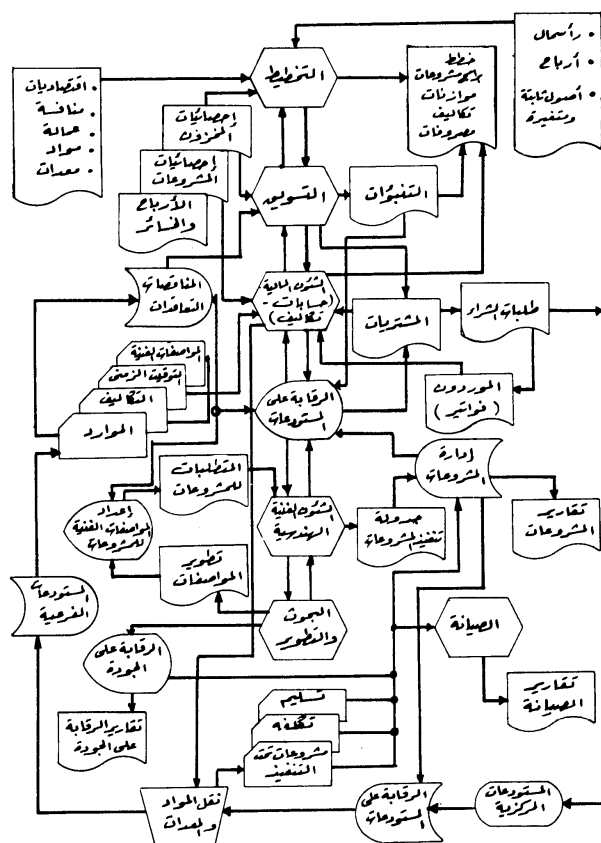 • رأسمال
• أرباح
• أصول ثابتة
ومتغيرة
التخطيط
خطط
مشروعات
موازنات
تكاليف
مصروفات
• اقتصاديات
• منافسة
• عمالة
• مواد
• معدات
إحصائيات
المخزون
إحصائيات
المشروعات
الأرباح
والخسائر
التسويق
التنبؤات
المناقصات
التعاقدات
الشئون المالية
(حسابات -
تكاليف)
المشتريات
طلبات الشراء
المواصفات الفنية
التوقيت الزمنى
التكاليف
الموارد
الرقابة على
المستودعات
الموردون
(فواتير)
إدارة
المشروعات
المتطلبات
للمشروعات
إعداد
المواصفات الفنية
للمشروعات
الشئون الفنية
الهندسية
جدولة
تنفيذ المشروعات
تقارير
المشروعات
تطوير
المواصفات
المستودعات
الفرعية
البحوث
والتطوير
الصيانة
الرقابة على
الجودة
تقارير
الصيانة
تقارير الرقابة
على الجودة
تسليم
تكلفه
مشروعات تحت
التنفيذ
نقل المواد
والمعدات
الرقابة على
المستودعات
المستودعات
المركزية